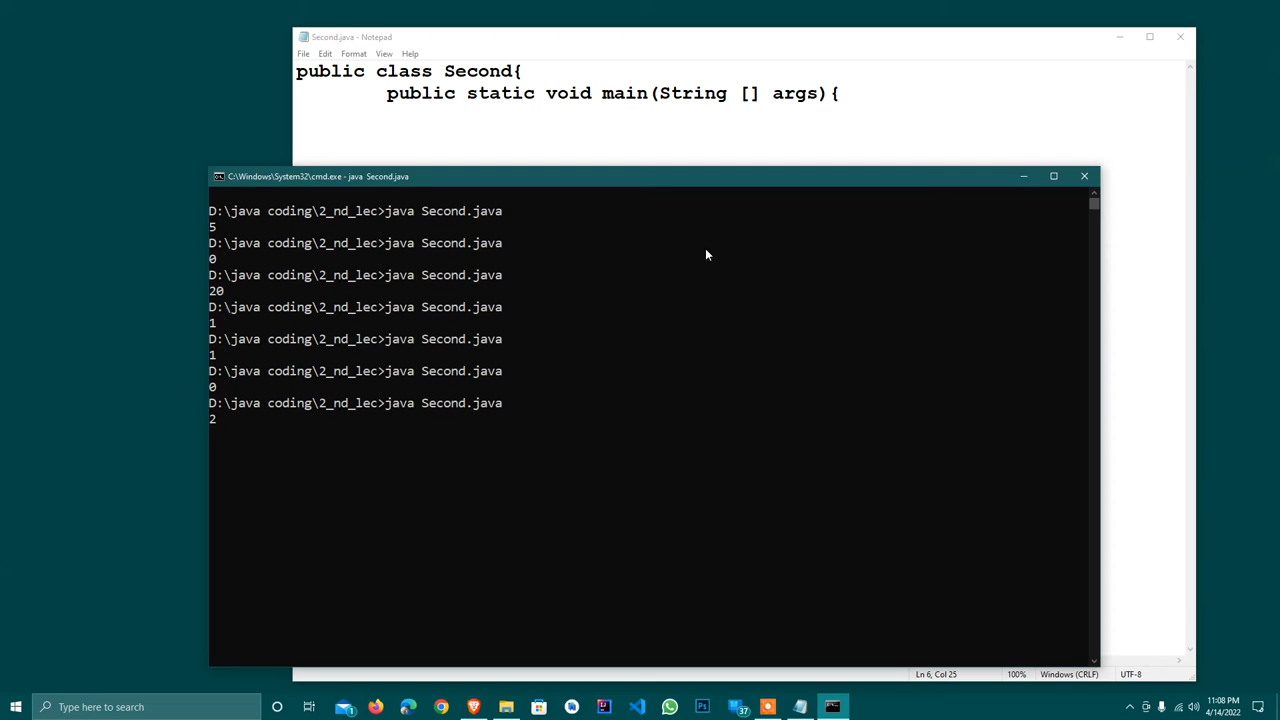 Second.java - Notepad
File Edit Format View Help
public class Second{
public static void main(String [] args){
C:\Windows\System32\cmd.exe - java  Second.java
D:\java coding\2_nd_lec>java Second.java
5
D:\java coding\2_nd_lec>java Second.java
0
D:\java coding\2_nd_lec>java Second.java
20
D:\java coding\2_nd_lec>java Second.java
1
D:\java coding\2_nd_lec>java Second.java
1
D:\java coding\2_nd_lec>java Second.java
0
D:\java coding\2_nd_lec>java Second.java
2
Ln 6, Col 25 100% Windows (CRLF) UTF-8
Type here to search 37 11:08 PM
4/14/2022